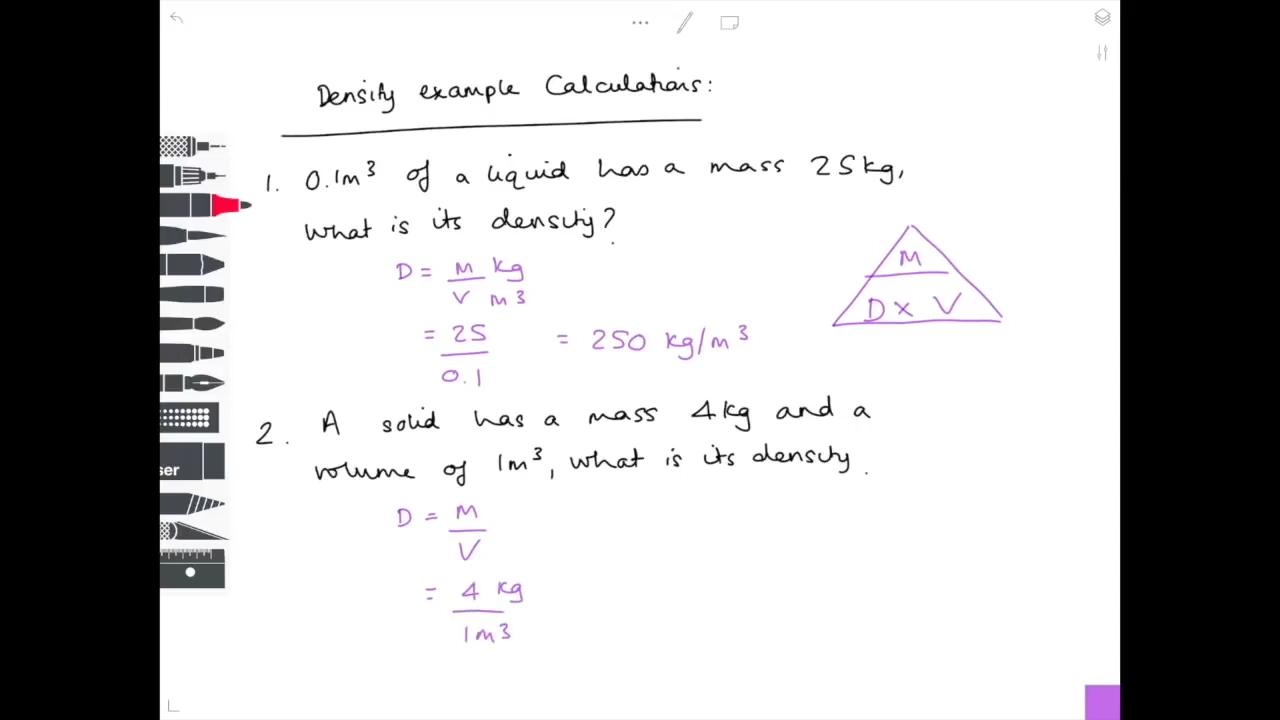 Density example Calculations:
1. 0.1m³ of a liquid has a mass 25kg,
what is its density?
D = M/V kg/m³
M
D x V
= 25/0.1 = 250 kg/m³
2. A solid has a mass 4kg and a
volume of 1m³, what is its density.
D = M/V
= 4 kg/1m³
ser